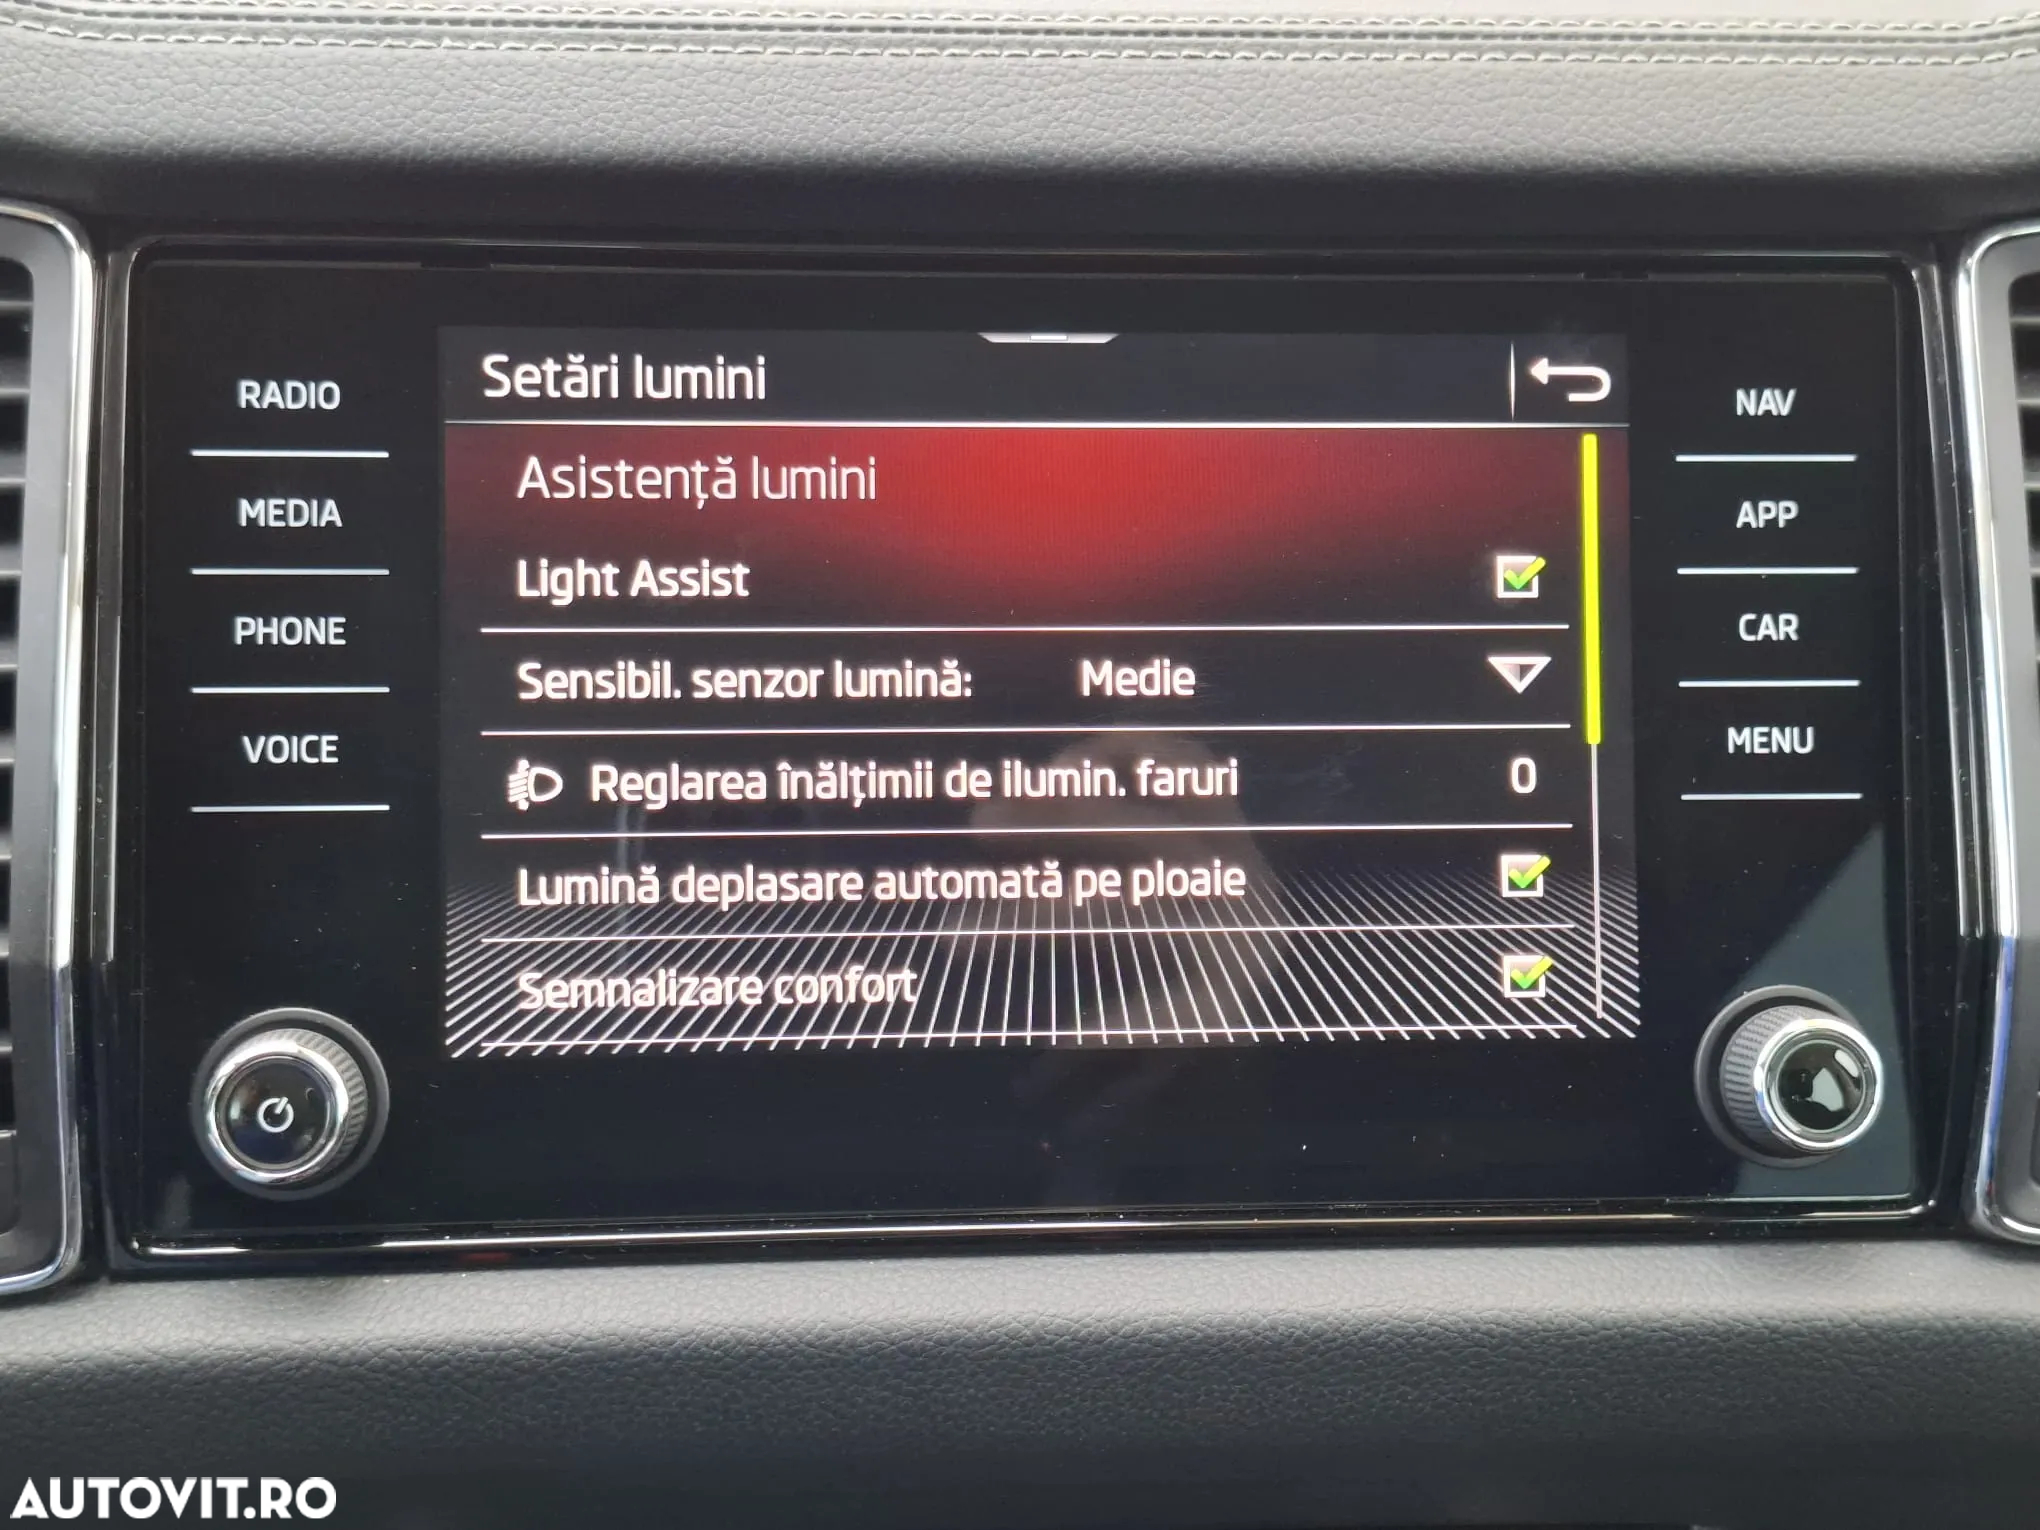 RADIO
MEDIA
PHONE
VOICE
Setări lumini
Asistență lumini
Light Assist
Sensibil. senzor lumină: Medie
Reglarea înălțimii de ilumin. faruri 0
Lumină deplasare automată pe ploaie
Semnalizare confort
NAV
APP
CAR
MENU
AUTOVIT.RO